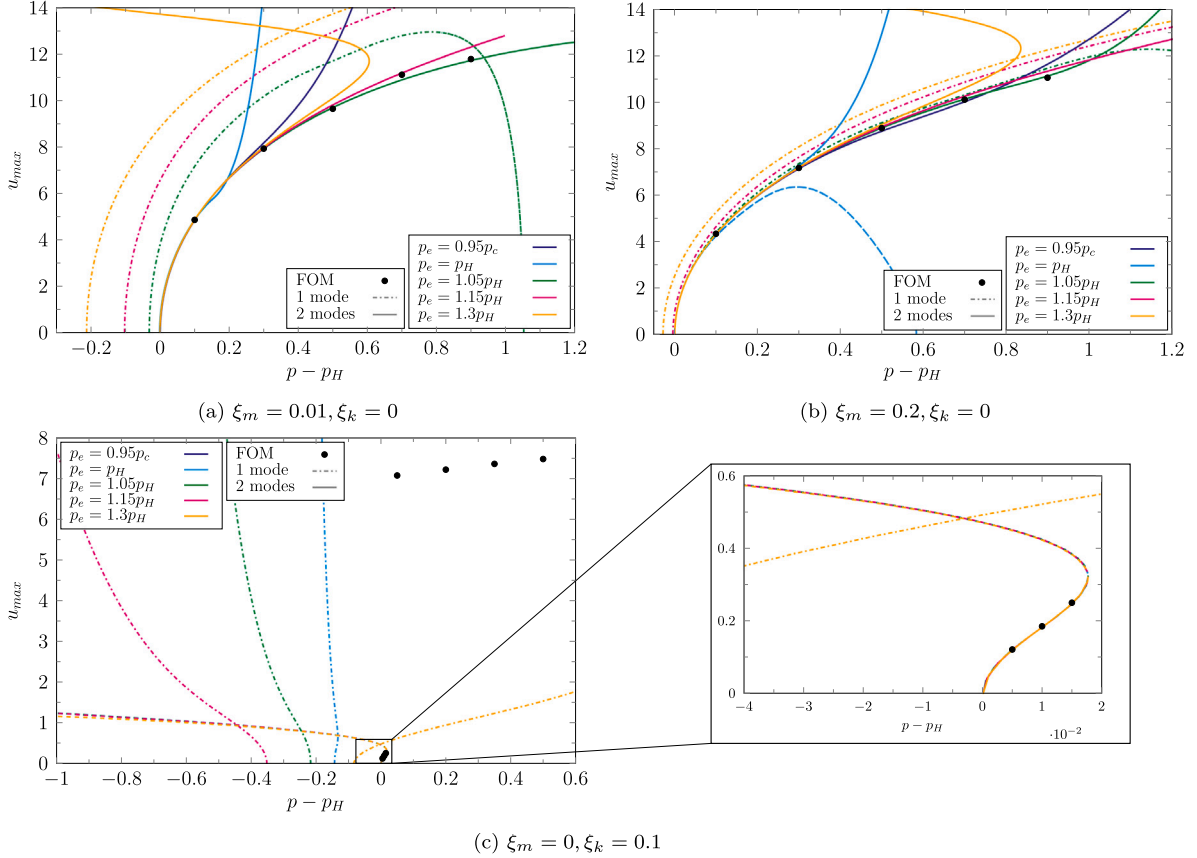 14
12
10
8
6
4
2
0
u_max
−0.2
0
0.2
0.4
0.6
0.8
1
1.2
p − p_H
FOM
1 mode
2 modes
p_e = 0.95p_c
p_e = p_H
p_e = 1.05p_H
p_e = 1.15p_H
p_e = 1.3p_H
(a) ξ_m = 0.01, ξ_k = 0
14
12
10
8
6
4
2
0
u_max
0
0.2
0.4
0.6
0.8
1
1.2
p − p_H
FOM
1 mode
2 modes
p_e = 0.95p_c
p_e = p_H
p_e = 1.05p_H
p_e = 1.15p_H
p_e = 1.3p_H
(b) ξ_m = 0.2, ξ_k = 0
8
7
6
5
4
3
2
1
0
u_max
−1
−0.8
−0.6
−0.4
−0.2
0
0.2
0.4
0.6
p − p_H
p_e = 0.95p_c
p_e = p_H
p_e = 1.05p_H
p_e = 1.15p_H
p_e = 1.3p_H
FOM
1 mode
2 modes
0.6
0.4
0.2
0
−4
−3
−2
−1
0
1
2
p − p_H
·10⁻²
(c) ξ_m = 0, ξ_k = 0.1